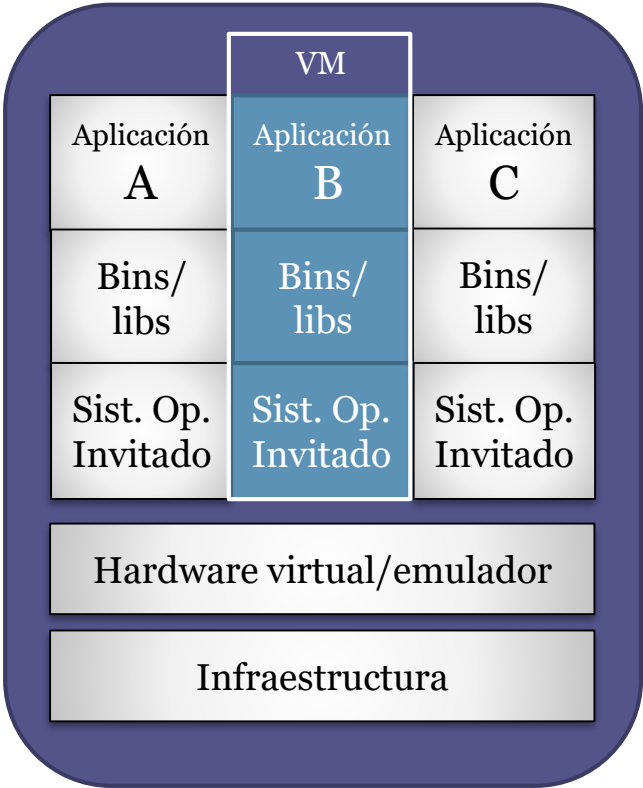 VM
Aplicación
A
Aplicación
B
Aplicación
C
Bins/
libs
Bins/
libs
Bins/
libs
Sist. Op.
Invitado
Sist. Op.
Invitado
Sist. Op.
Invitado
Hardware virtual/emulador
Infraestructura